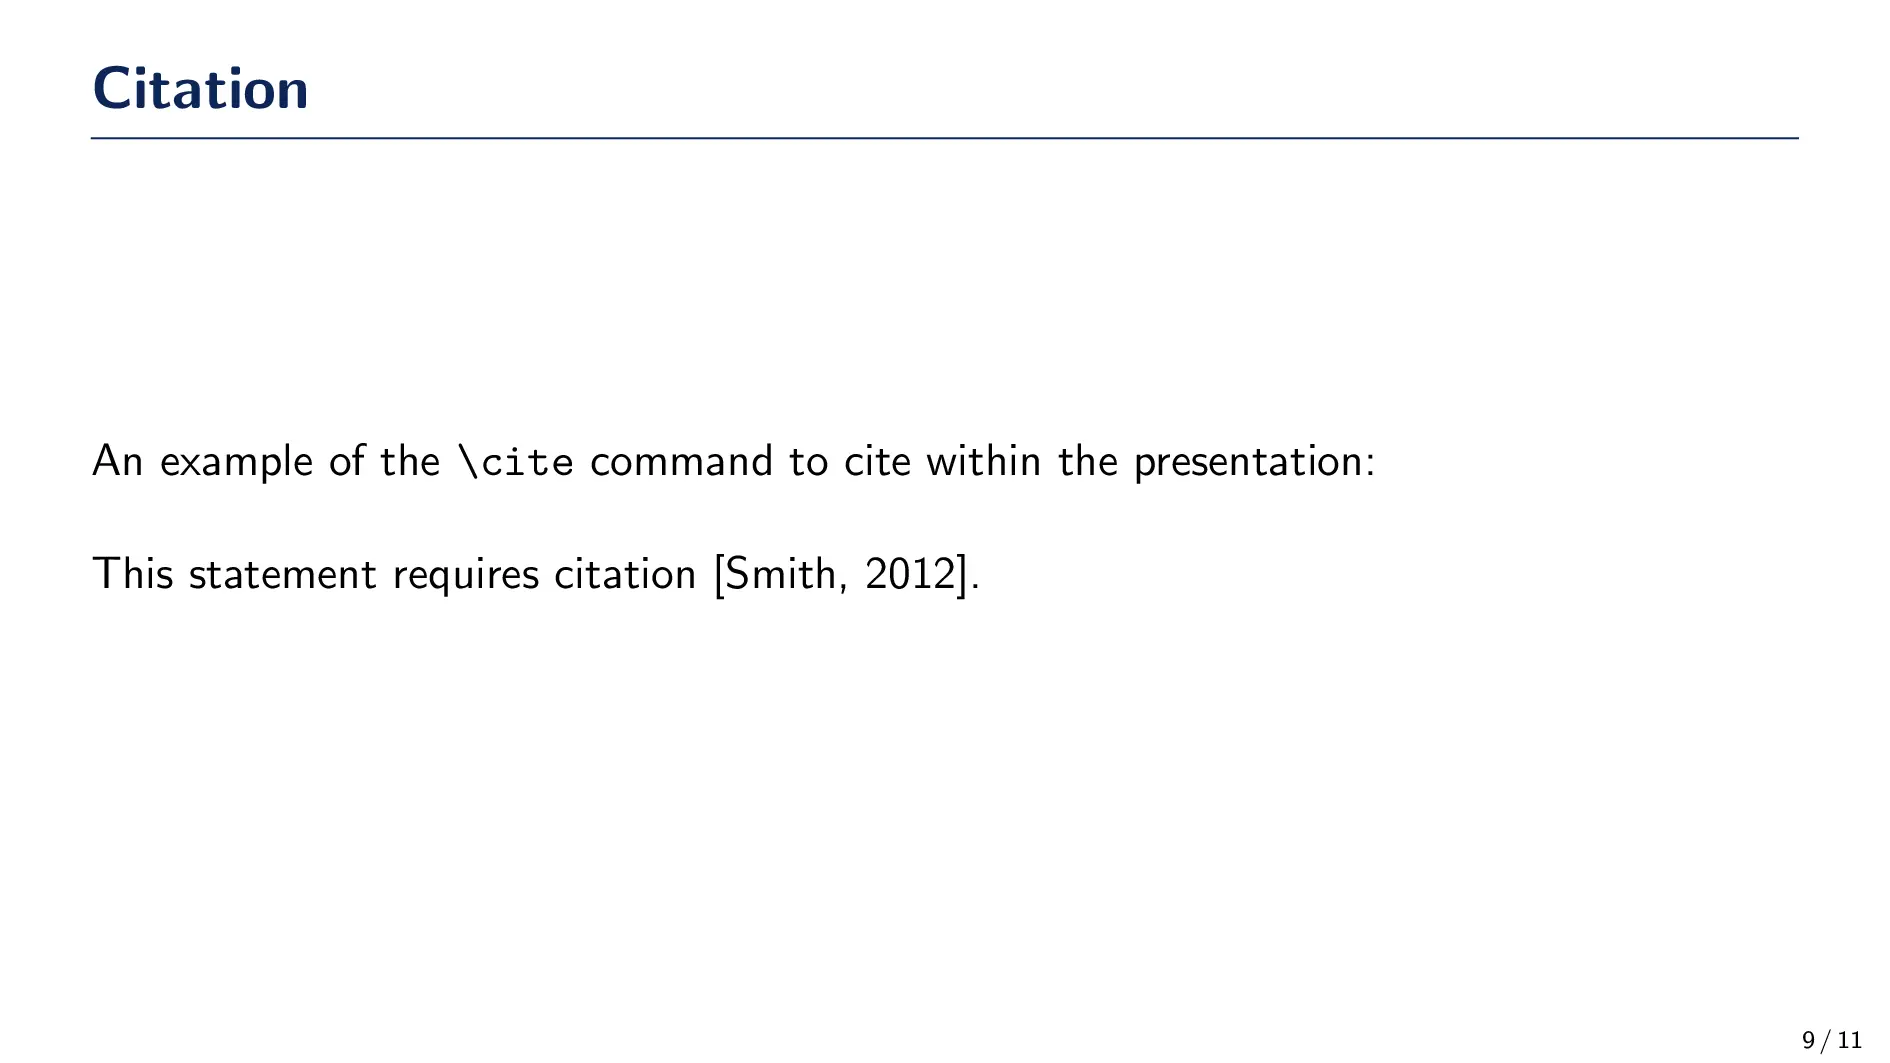 Citation
An example of the \cite command to cite within the presentation:
This statement requires citation [Smith, 2012].
9 / 11